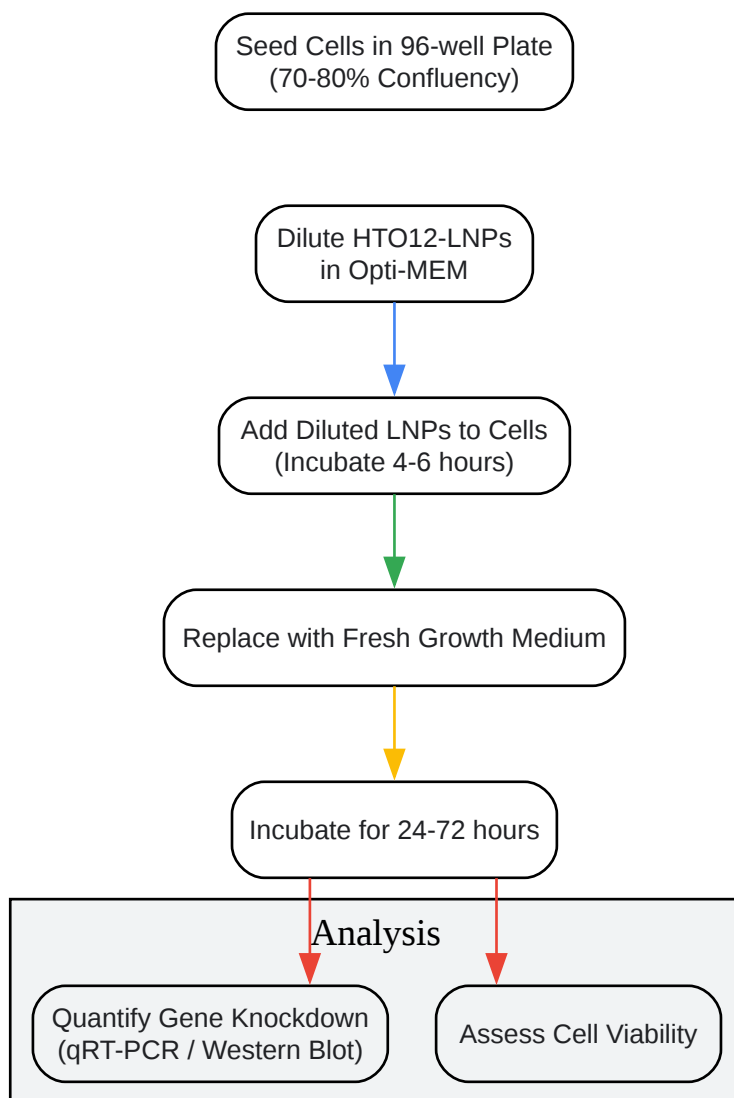 Seed Cells in 96-well Plate
(70-80% Confluency)
Dilute HTO12-LNPs
in Opti-MEM
Add Diluted LNPs to Cells
(Incubate 4-6 hours)
Replace with Fresh Growth Medium
Incubate for 24-72 hours
Analysis
Quantify Gene Knockdown
(qRT-PCR / Western Blot)
Assess Cell Viability